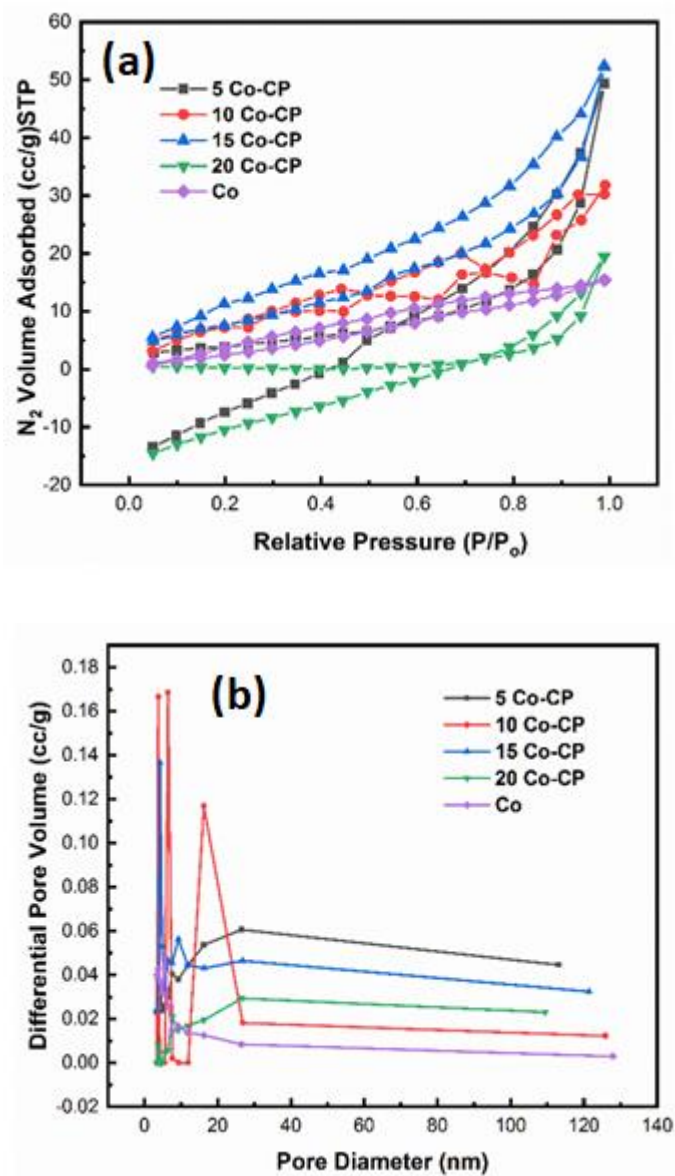 (a)
5 Co-CP
10 Co-CP
15 Co-CP
20 Co-CP
Co
60
50
40
30
20
10
0
-10
-20
N2 Volume Adsorbed (cc/g)STP
0.0 0.2 0.4 0.6 0.8 1.0
Relative Pressure (P/Po)
(b)
5 Co-CP
10 Co-CP
15 Co-CP
20 Co-CP
Co
0.18
0.16
0.14
0.12
0.10
0.08
0.06
0.04
0.02
0.00
-0.02
Differential Pore Volume (cc/g)
0 20 40 60 80 100 120 140
Pore Diameter (nm)